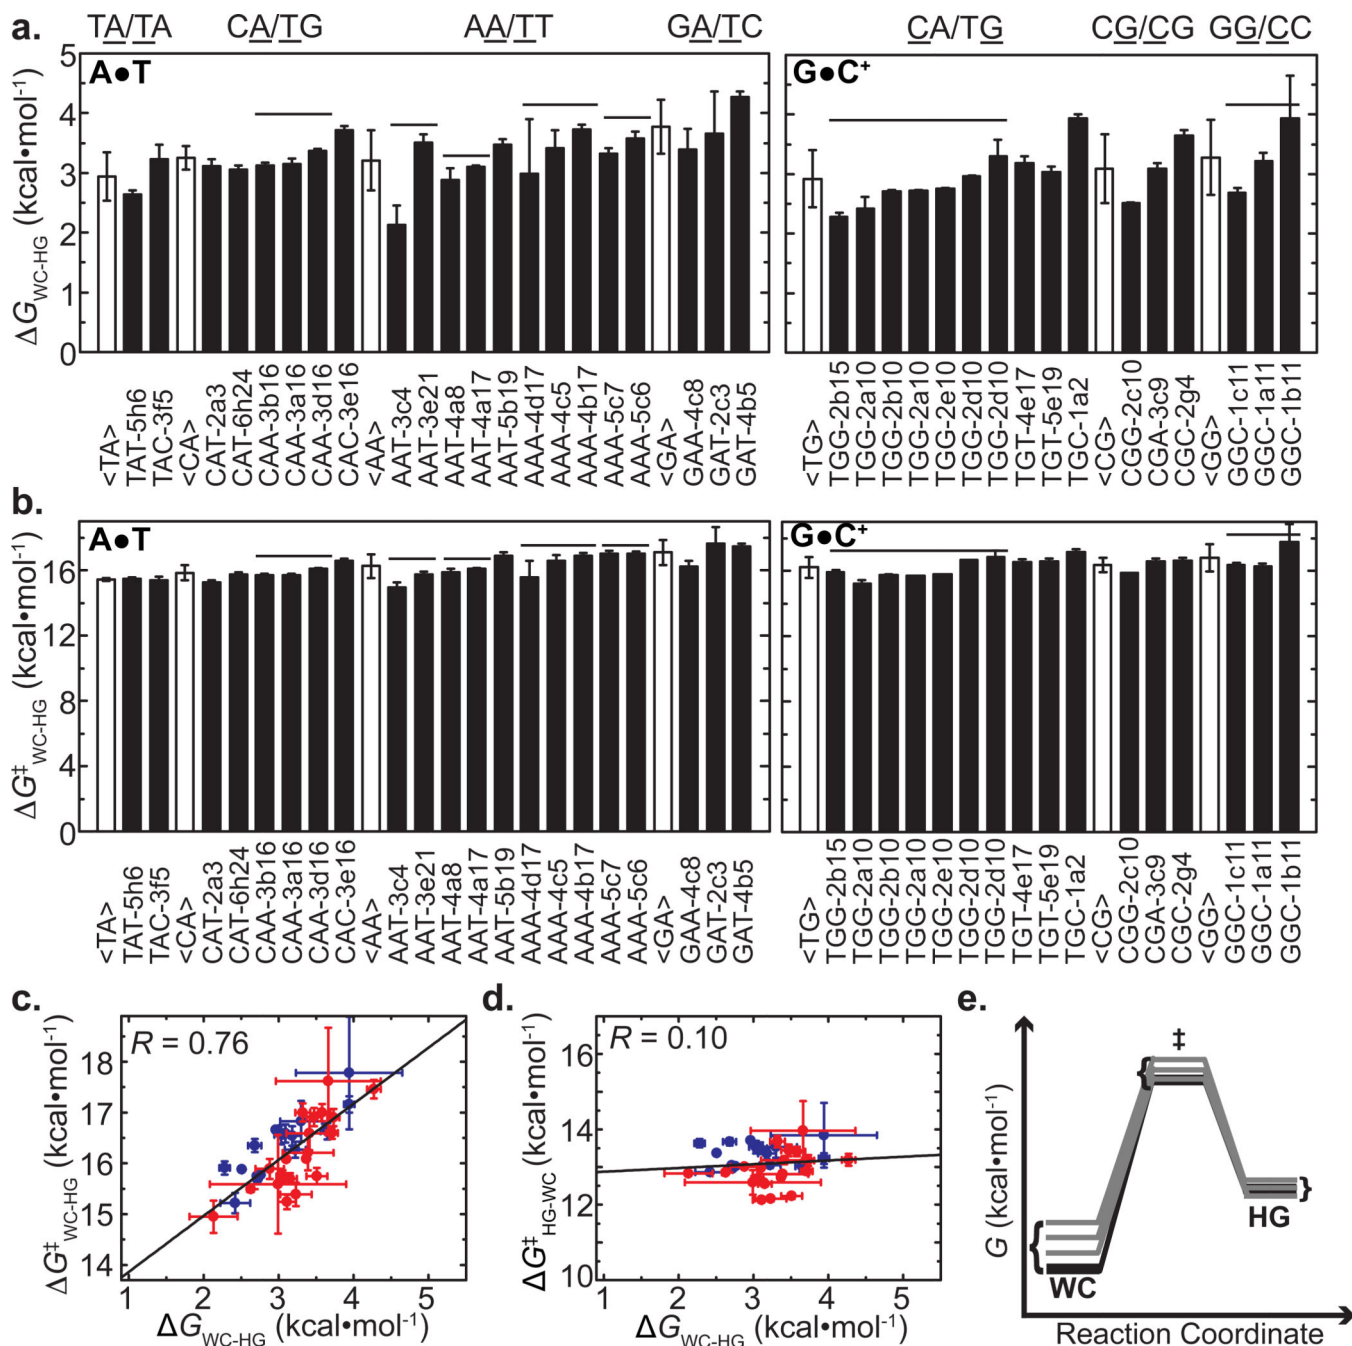 a.
TA/TA CA/TG AA/TT GA/TC CA/TG CG/CG GG/CC
A●T
G●C⁺
5
4
3
2
1
0
ΔG WC-HG (kcal•mol⁻¹)
<TA>
TAT-5h6
TAC-3f5
<CA>
CAT-2a3
CAT-6h24
CAA-3b16
CAA-3a16
CAA-3d16
CAC-3e16
<AA>
AAT-3c4
AAT-3e21
AAT-4a8
AAT-4a17
AAT-5b19
AAA-4d17
AAA-4c5
AAA-4b17
AAA-5c7
AAA-5c6
<GA>
GAA-4c8
GAT-2c3
GAT-4b5
<TG>
TGG-2b15
TGG-2a10
TGG-2b10
TGG-2a10
TGG-2e10
TGG-2d10
TGG-2d10
TGT-4e17
TGT-5e19
TGC-1a2
<CG>
CGG-2c10
CGA-3c9
CGC-2g4
<GG>
GGC-1c11
GGC-1a11
GGC-1b11
b.
A●T
G●C⁺
16
12
8
4
0
ΔG‡ WC-HG (kcal•mol⁻¹)
<TA>
TAT-5h6
TAC-3f5
<CA>
CAT-2a3
CAT-6h24
CAA-3b16
CAA-3a16
CAA-3d16
CAC-3e16
<AA>
AAT-3c4
AAT-3e21
AAT-4a8
AAT-4a17
AAT-5b19
AAA-4d17
AAA-4c5
AAA-4b17
AAA-5c7
AAA-5c6
<GA>
GAA-4c8
GAT-2c3
GAT-4b5
<TG>
TGG-2b15
TGG-2a10
TGG-2b10
TGG-2a10
TGG-2e10
TGG-2d10
TGG-2d10
TGT-4e17
TGT-5e19
TGC-1a2
<CG>
CGG-2c10
CGA-3c9
CGC-2g4
<GG>
GGC-1c11
GGC-1a11
GGC-1b11
c.
R = 0.76
18
17
16
15
14
ΔG‡ WC-HG (kcal•mol⁻¹)
1 2 3 4 5
ΔG WC-HG (kcal•mol⁻¹)
d.
R = 0.10
16
14
12
10
ΔG‡ HG-WC (kcal•mol⁻¹)
1 2 3 4 5
ΔG WC-HG (kcal•mol⁻¹)
e.
‡
{
}
{
HG
WC
G (kcal•mol⁻¹)
Reaction Coordinate